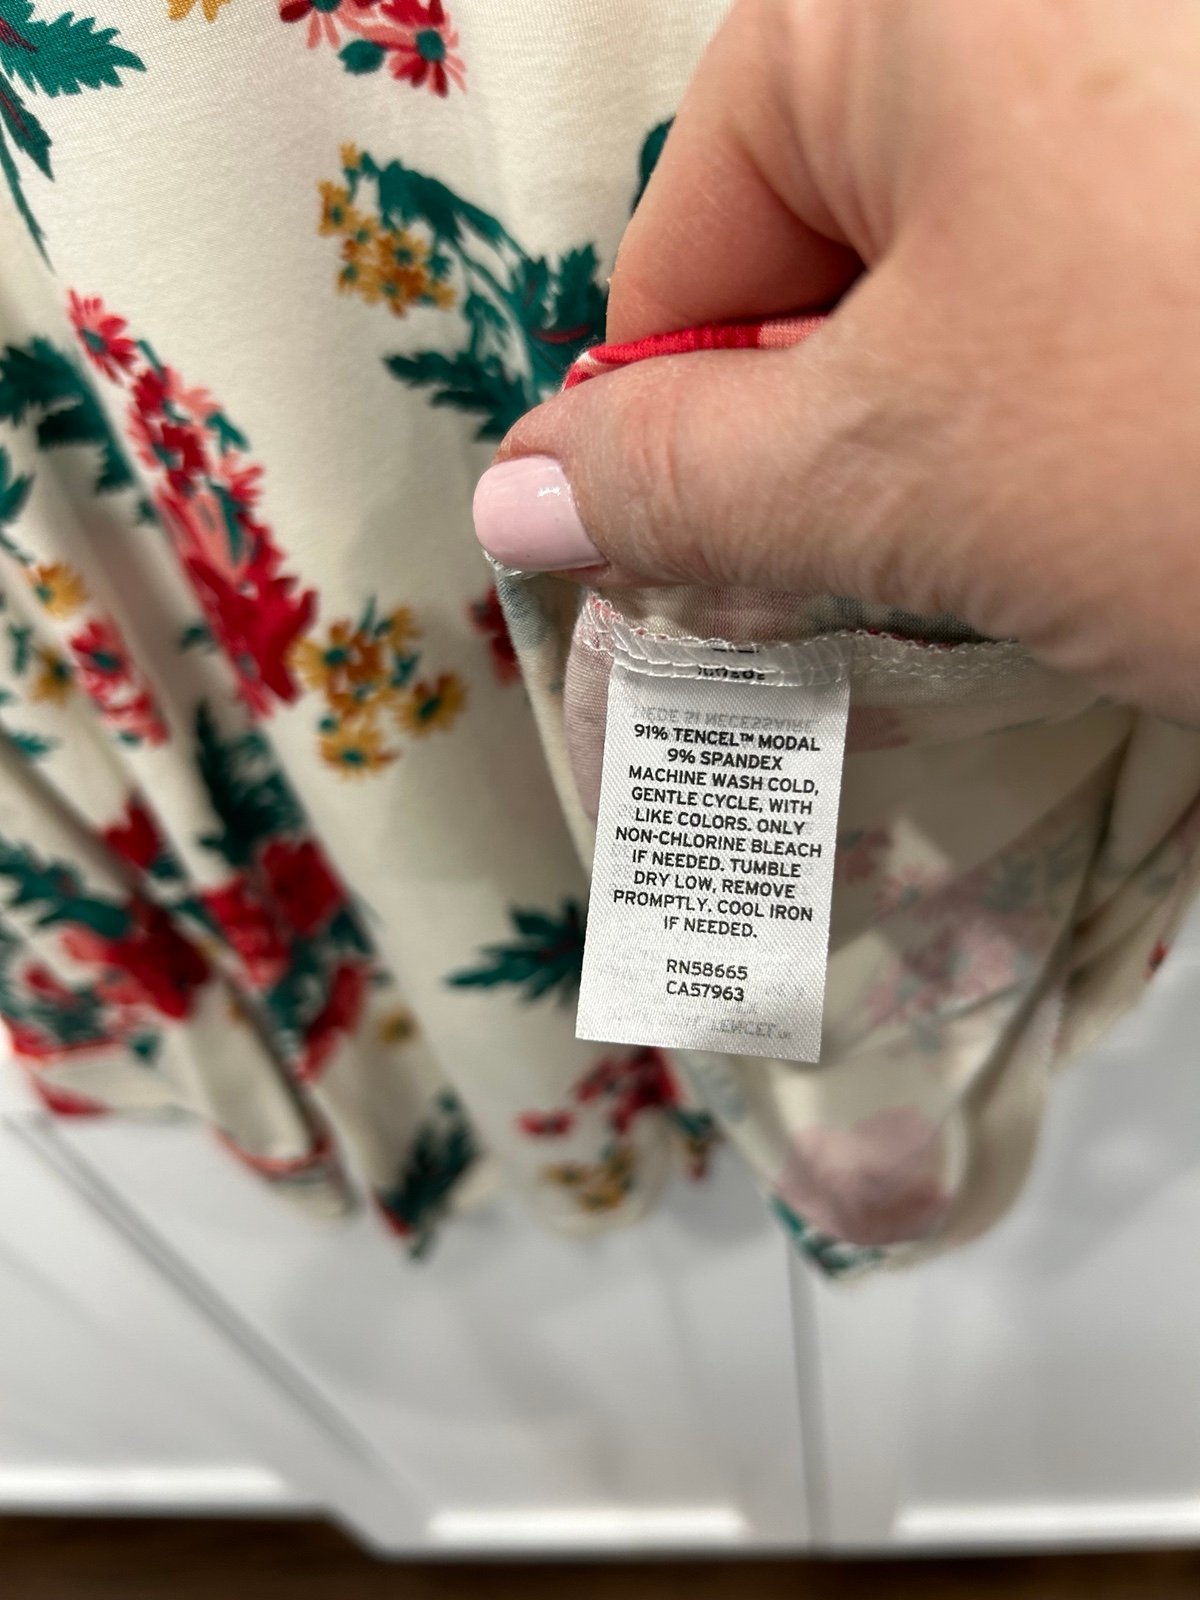 91% TENCEL™ MODAL
9% SPANDEX
MACHINE WASH COLD,
GENTLE CYCLE, WITH
LIKE COLORS. ONLY
NON-CHLORINE BLEACH
IF NEEDED. TUMBLE
DRY LOW, REMOVE
PROMPTLY. COOL IRON
IF NEEDED.
RN58665
CA57963